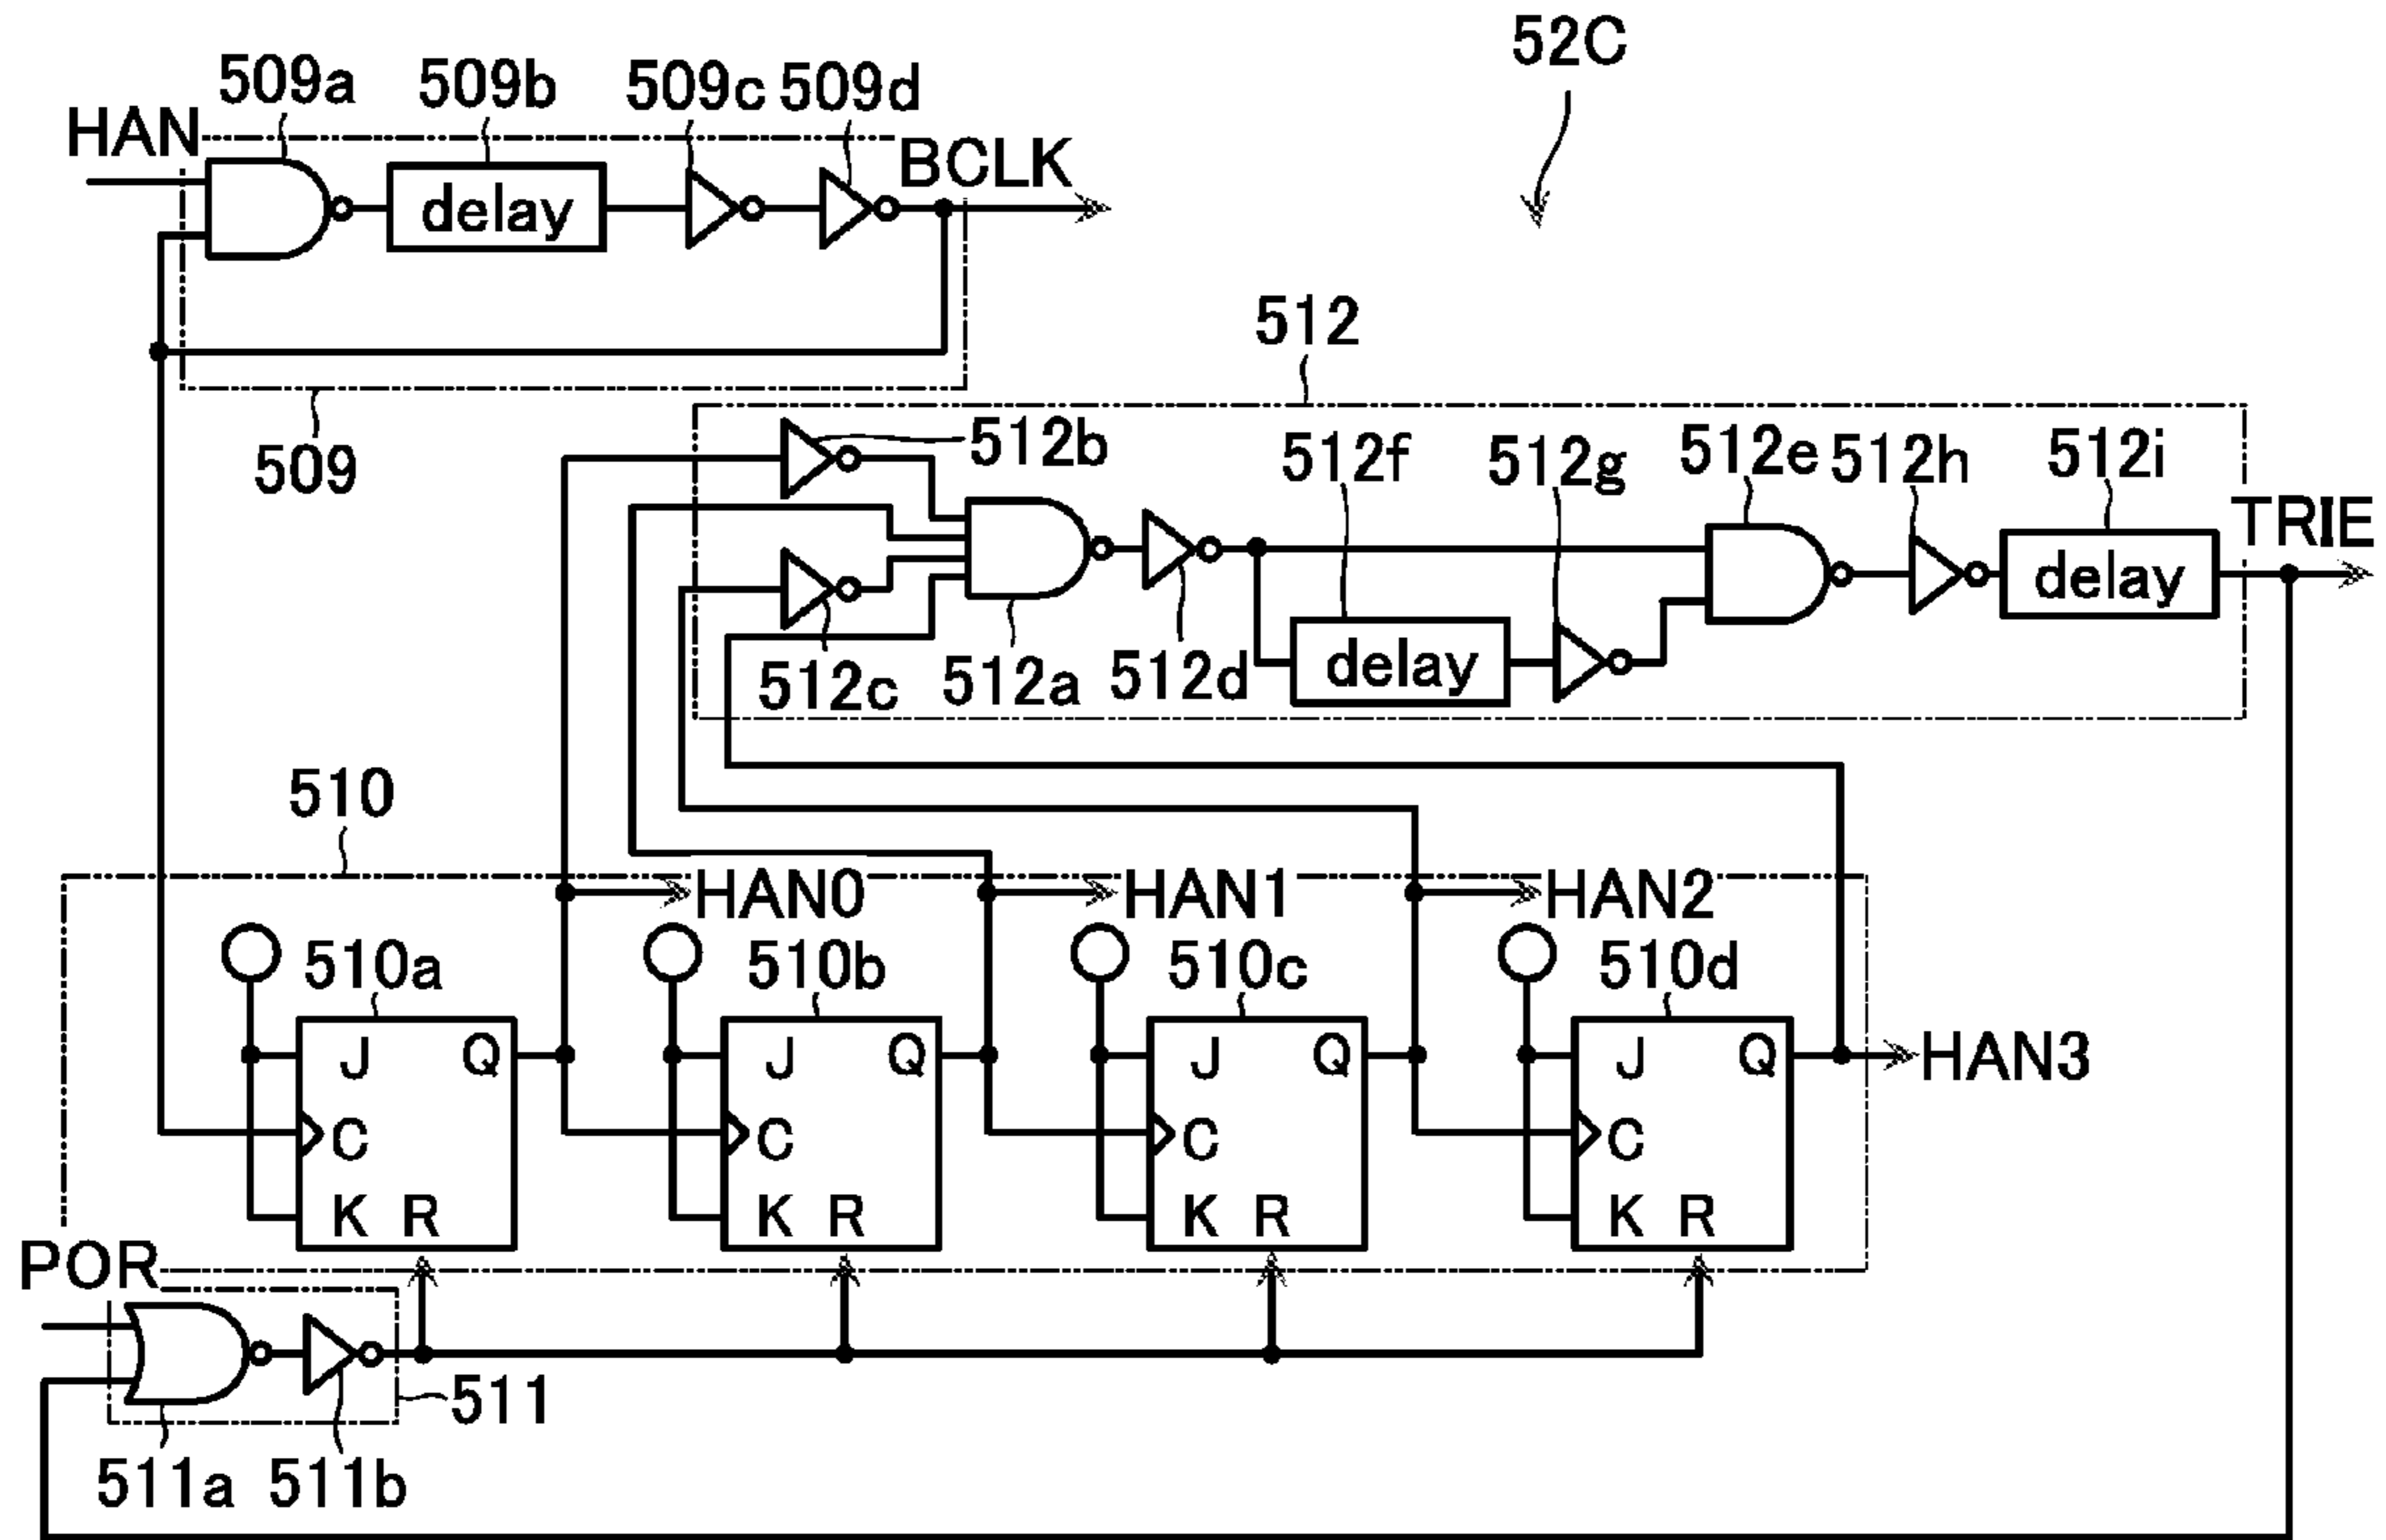 52C
509a 509b 509c 509d
HAN
BCLK
delay
509
512
512b
512f 512g 512e 512h 512i
TRIE
delay
512c 512a 512d delay
510
HAN0 HAN1 HAN2
510a 510b 510c 510d
J Q J Q J Q J Q
HAN3
C C C C
K R K R K R K R
POR
511
511a 511b